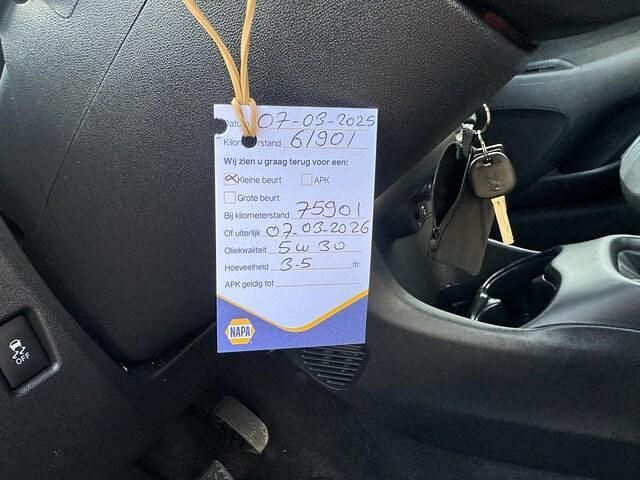 Datum 07-03-2025
Kilometerstand 61901
Wij zien u graag terug voor een:
Kleine beurt APK
Grote beurt
Bij kilometerstand 75901
Of uiterlijk 07-03-2026
Oliekwaliteit 5w30
Hoeveelheid 3-5 ltr.
APK geldig tot
NAPA
OFF